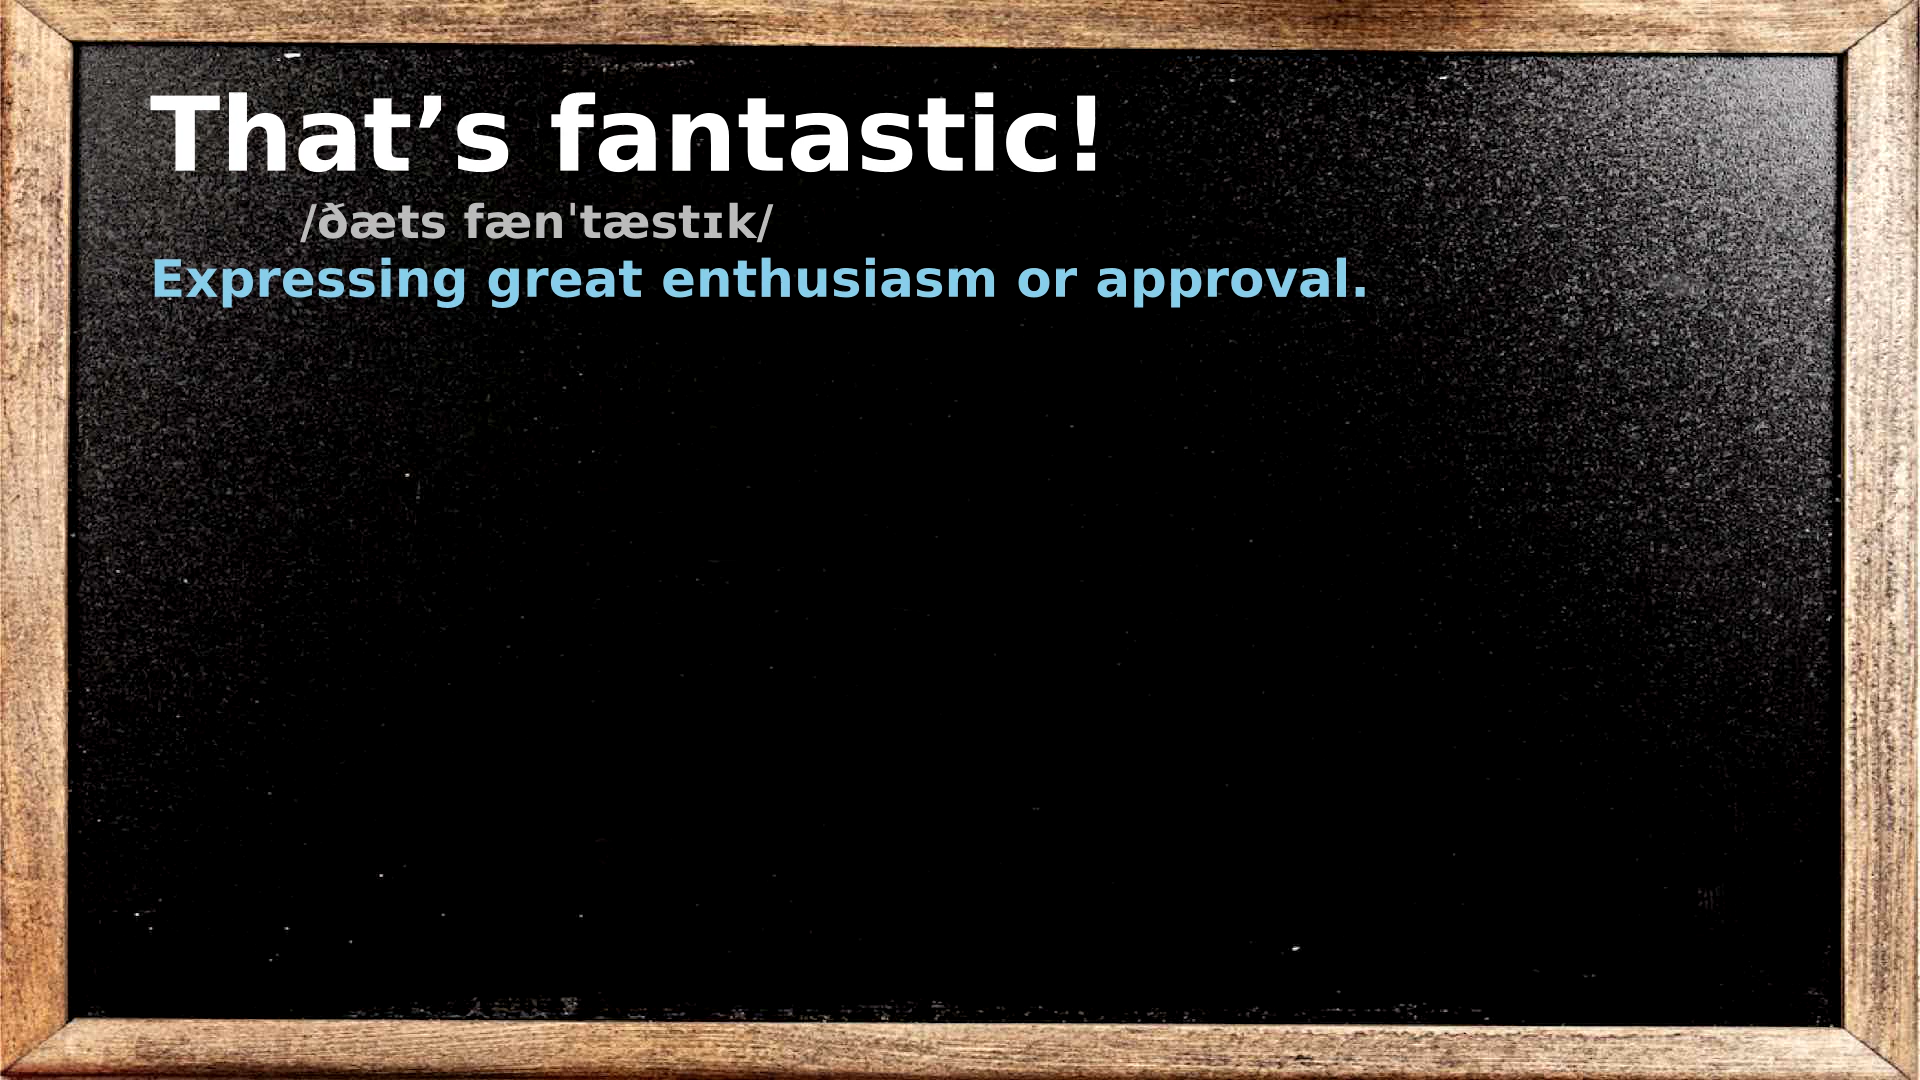 That’s fantastic!
/ðæts fænˈtæstɪk/
Expressing great enthusiasm or approval.